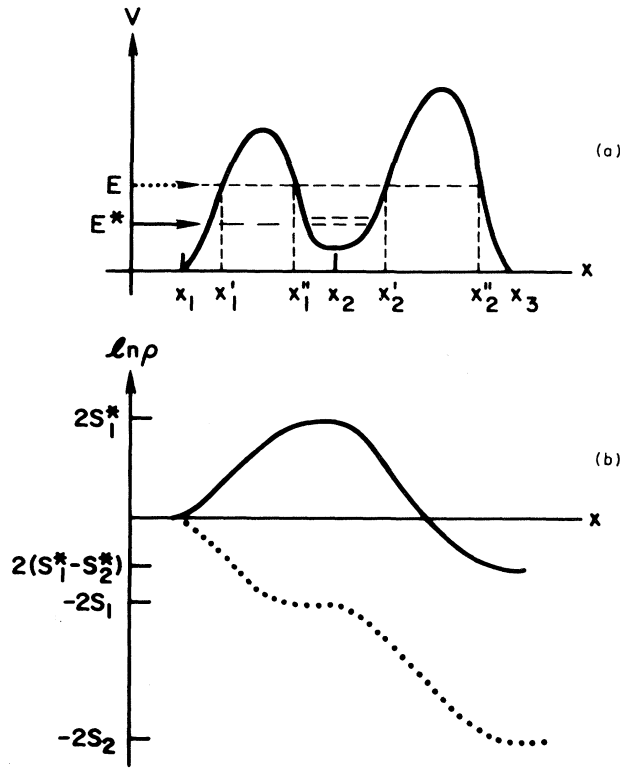 V
(a)
E
E*
x
x₁ x₁′ x₁″ x₂ x₂′ x₂″ x₃
ln ρ
2S₁*
(b)
x
2(S₁*-S₂*)
-2S₁
-2S₂